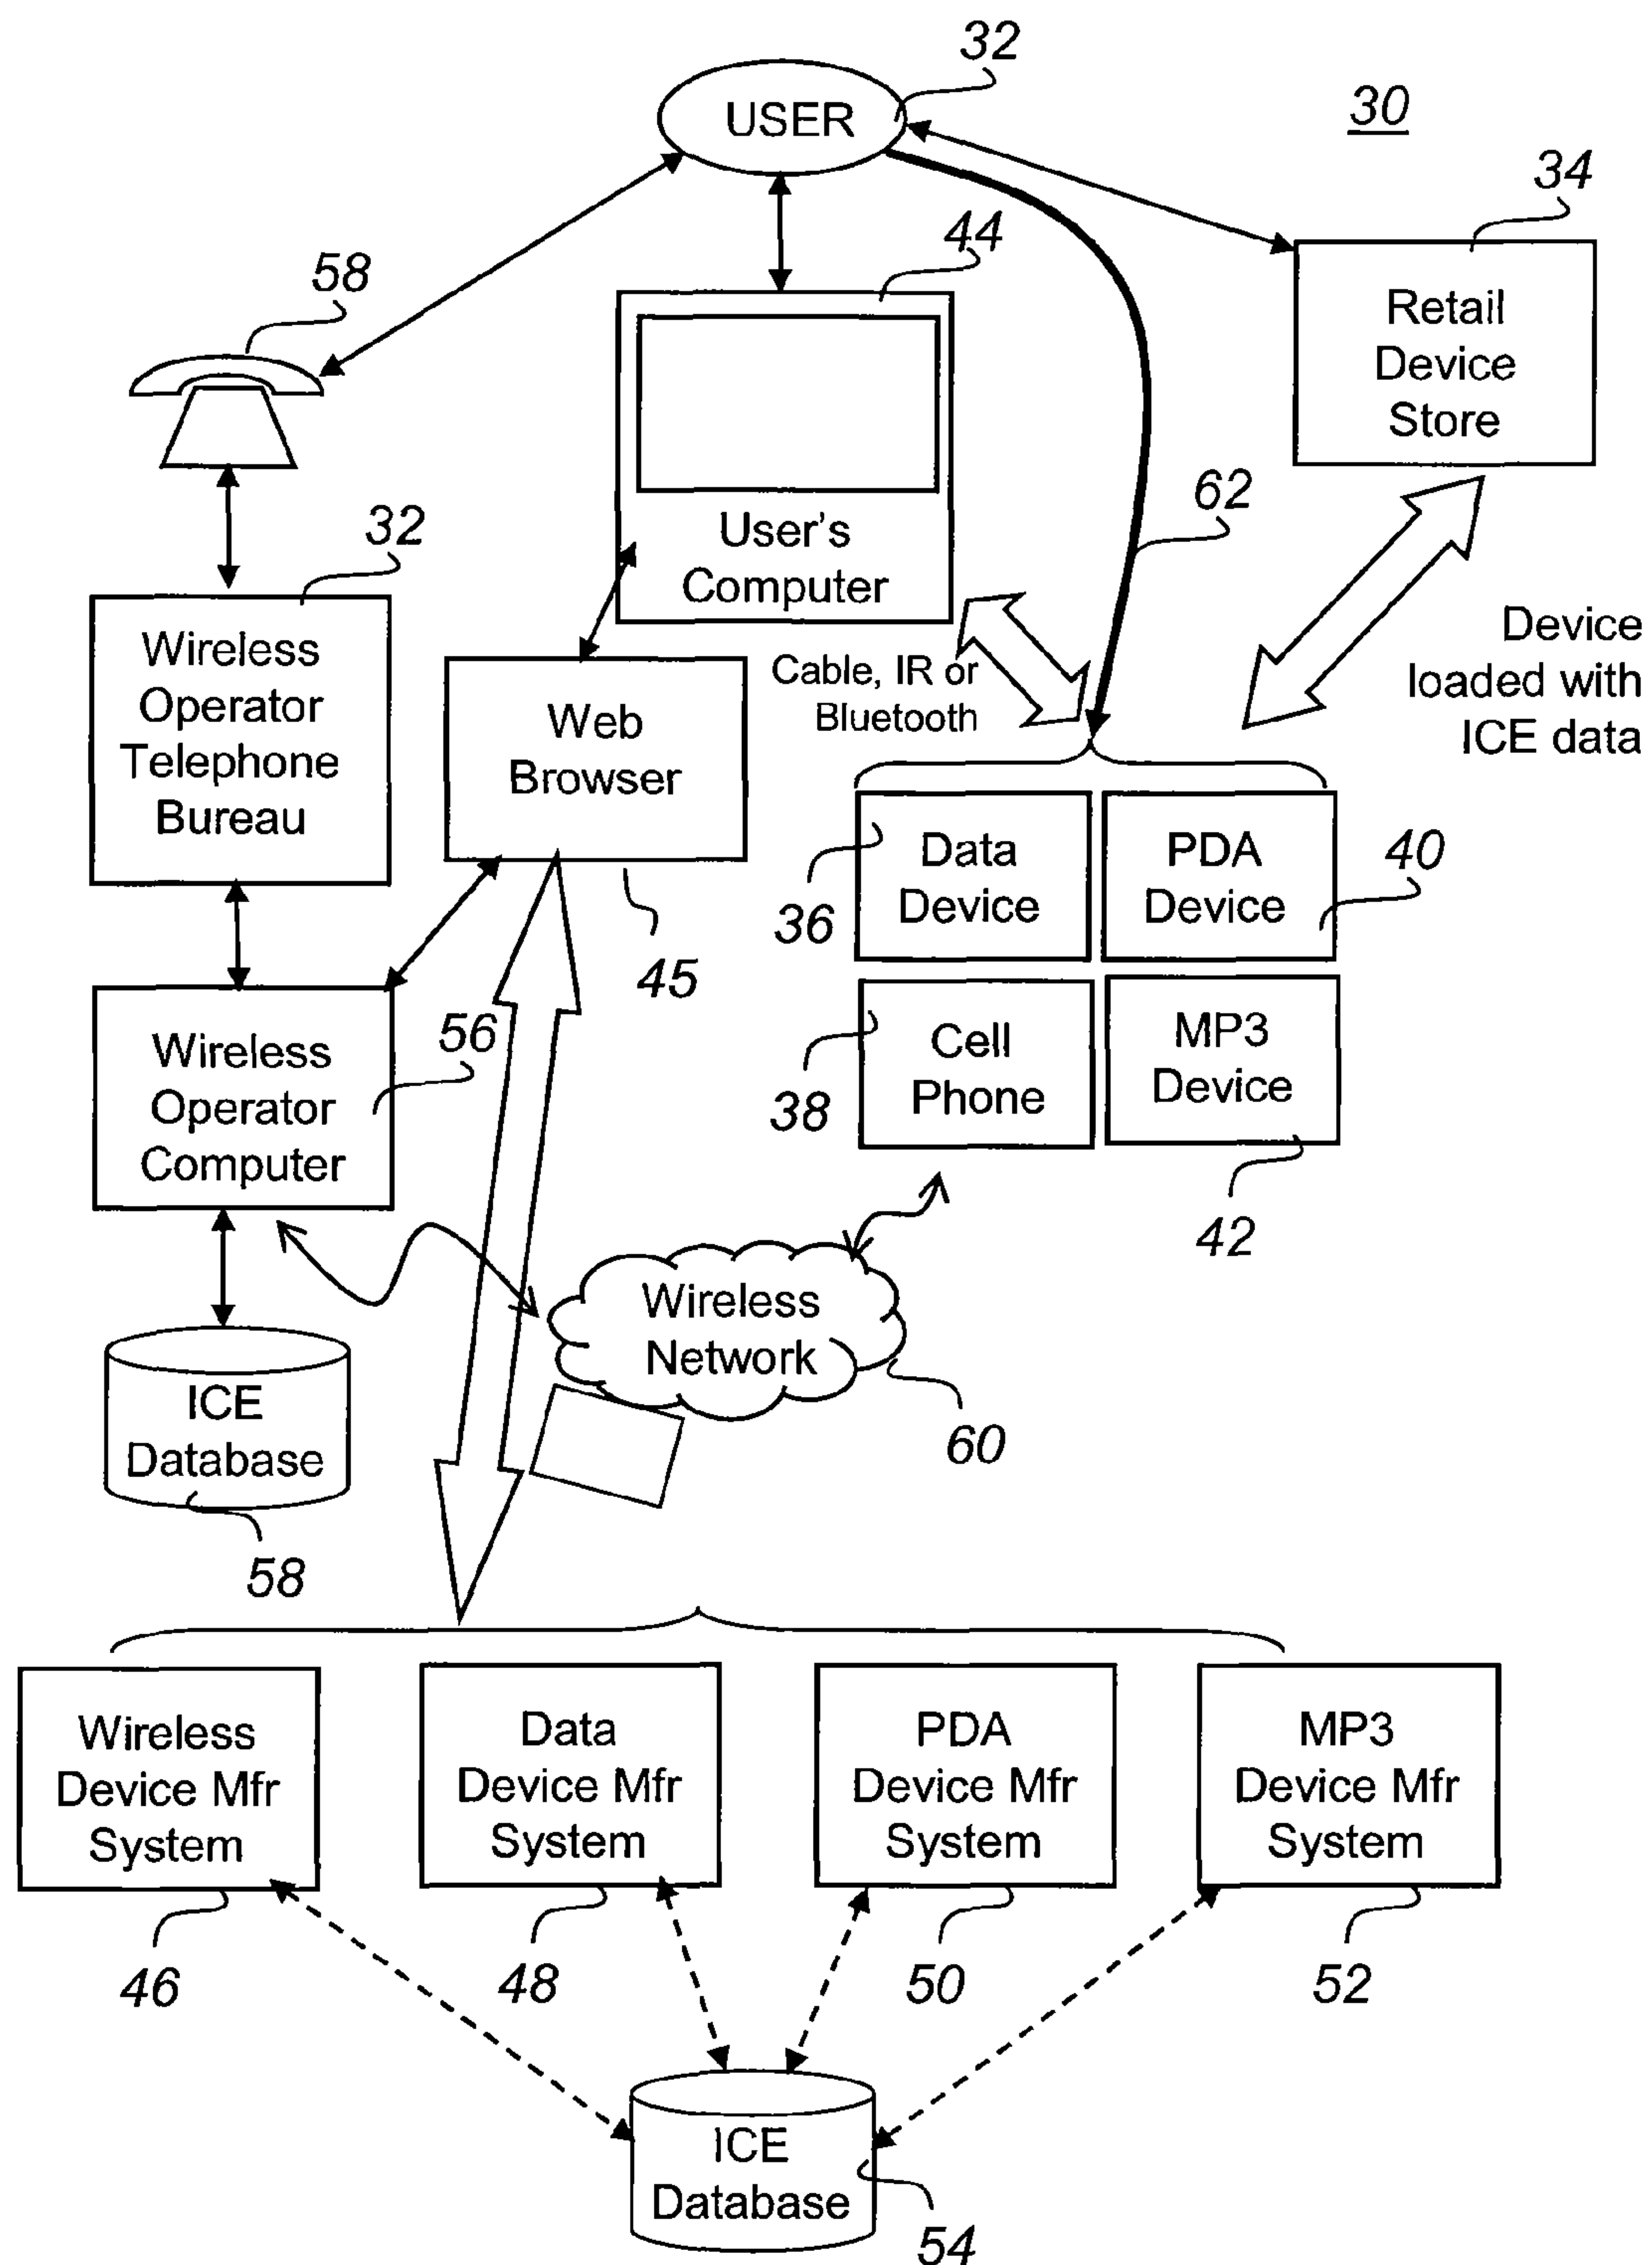 32
USER
30
34
44
58
Retail
Device
Store
62
32
User's
Computer
Wireless
Operator
Telephone
Bureau
Cable, IR or
Bluetooth
Device
loaded with
ICE data
Web
Browser
Data
Device
PDA
Device
40
36
45
56
Wireless
Operator
Computer
Cell
Phone
MP3
Device
38
42
Wireless
Network
60
ICE
Database
58
Wireless
Device Mfr
System
Data
Device Mfr
System
PDA
Device Mfr
System
MP3
Device Mfr
System
46
48
50
52
ICE
Database
54